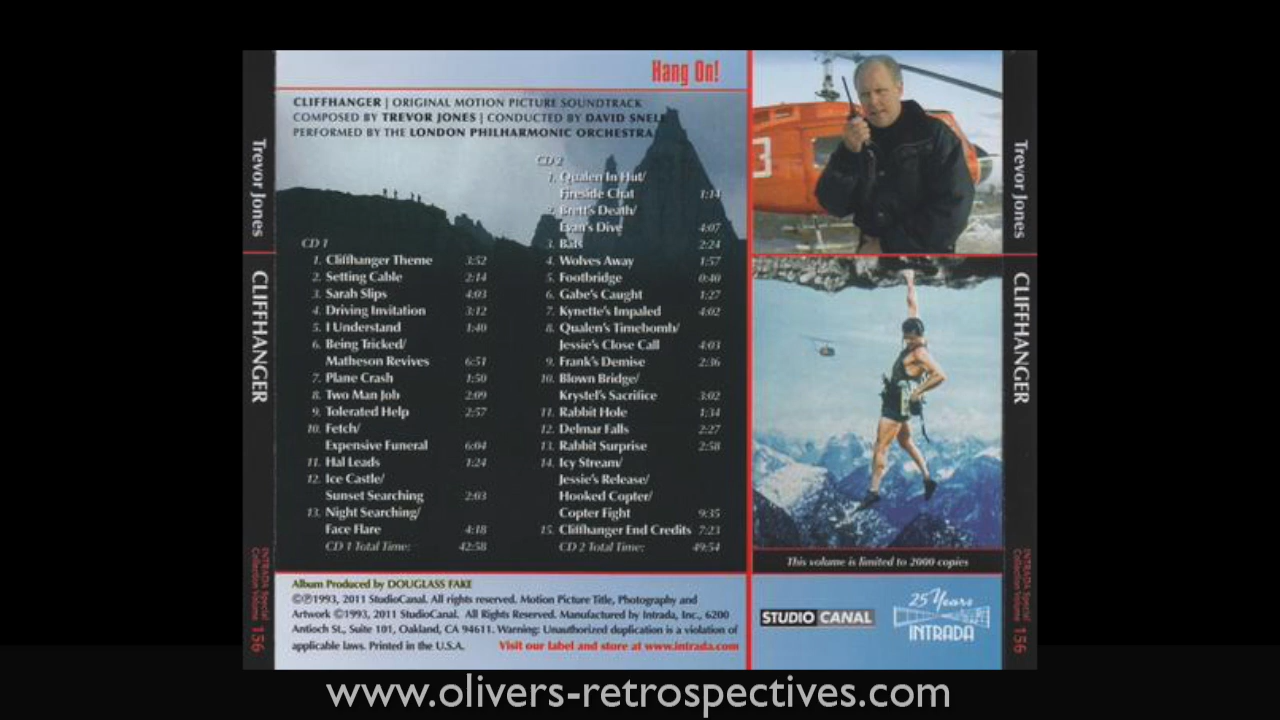 Hang On!
CLIFFHANGER | ORIGINAL MOTION PICTURE SOUNDTRACK
COMPOSED BY TREVOR JONES | CONDUCTED BY DAVID SNELL
PERFORMED BY THE LONDON PHILHARMONIC ORCHESTRA
CD 1
1. Cliffhanger Theme 3:52
2. Setting Cable 2:14
3. Sarah Slips 4:03
4. Driving Invitation 3:12
5. I Understand 1:40
6. Being Tricked/
Matheson Revives 6:51
7. Plane Crash 1:50
8. Two Man Job 2:09
9. Tolerated Help 2:57
10. Fetch/
Expensive Funeral 6:04
11. Hal Leads 1:24
12. Ice Castle/
Sunset Searching 2:03
13. Night Searching/
Face Flare 4:18
CD 1 Total Time: 42:58
CD 2
1. Qualen In Hut/
Fireside Chat 1:14
2. Brett's Death/
Evan's Dive 4:07
3. Bats 2:24
4. Wolves Away 1:57
5. Footbridge 0:40
6. Gabe's Caught 1:27
7. Kynette's Impaled 4:02
8. Qualen's Timebomb/
Jessie's Close Call 4:03
9. Frank's Demise 2:36
10. Blown Bridge/
Krystel's Sacrifice 3:02
11. Rabbit Hole 1:34
12. Delmar Falls 2:27
13. Rabbit Surprise 2:58
14. Icy Stream/
Jessie's Release/
Hooked Copter/
Copter Fight 9:35
15. Cliffhanger End Credits 7:23
CD 2 Total Time: 49:54
Album Produced by DOUGLASS FAKE
©℗1993, 2011 StudioCanal. All rights reserved. Motion Picture Title, Photography and
Artwork ©1993, 2011 StudioCanal. All Rights Reserved. Manufactured by Intrada, Inc., 6200
Antioch St., Suite 101, Oakland, CA 94611. Warning: Unauthorized duplication is a violation of
applicable laws. Printed in the U.S.A. Visit our label and store at www.intrada.com
3
This volume is limited to 2000 copies
STUDIO CANAL
25 Years
INTRADA
Trevor Jones
CLIFFHANGER
INTRADA Special
Collection Volume 156
Trevor Jones
CLIFFHANGER
INTRADA Special
Collection Volume 156
www.olivers-retrospectives.com